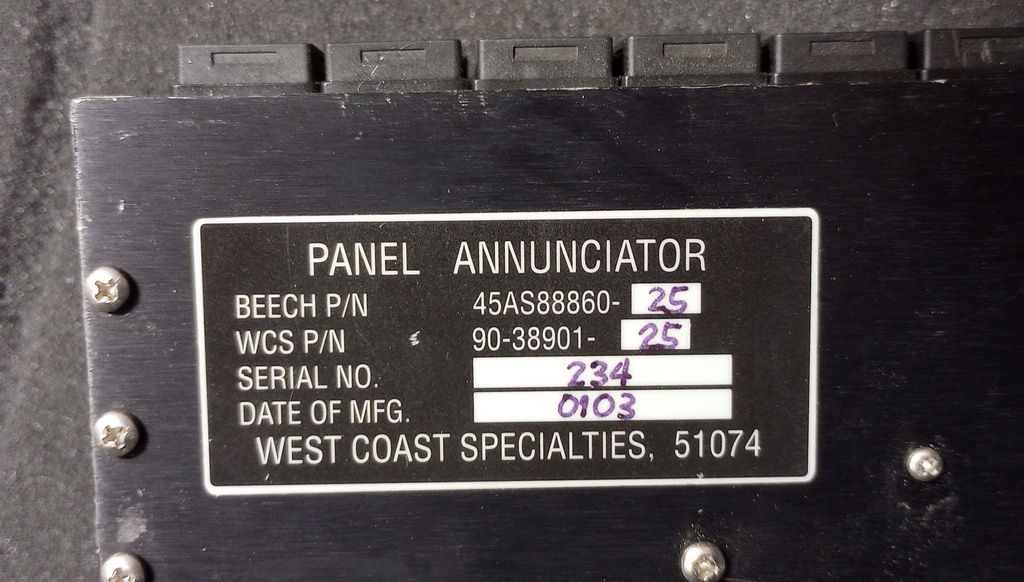 PANEL ANNUNCIATOR
BEECH P/N 45AS88860-25
WCS P/N 90-38901-25
SERIAL NO. 234
DATE OF MFG. 0103
WEST COAST SPECIALTIES, 51074